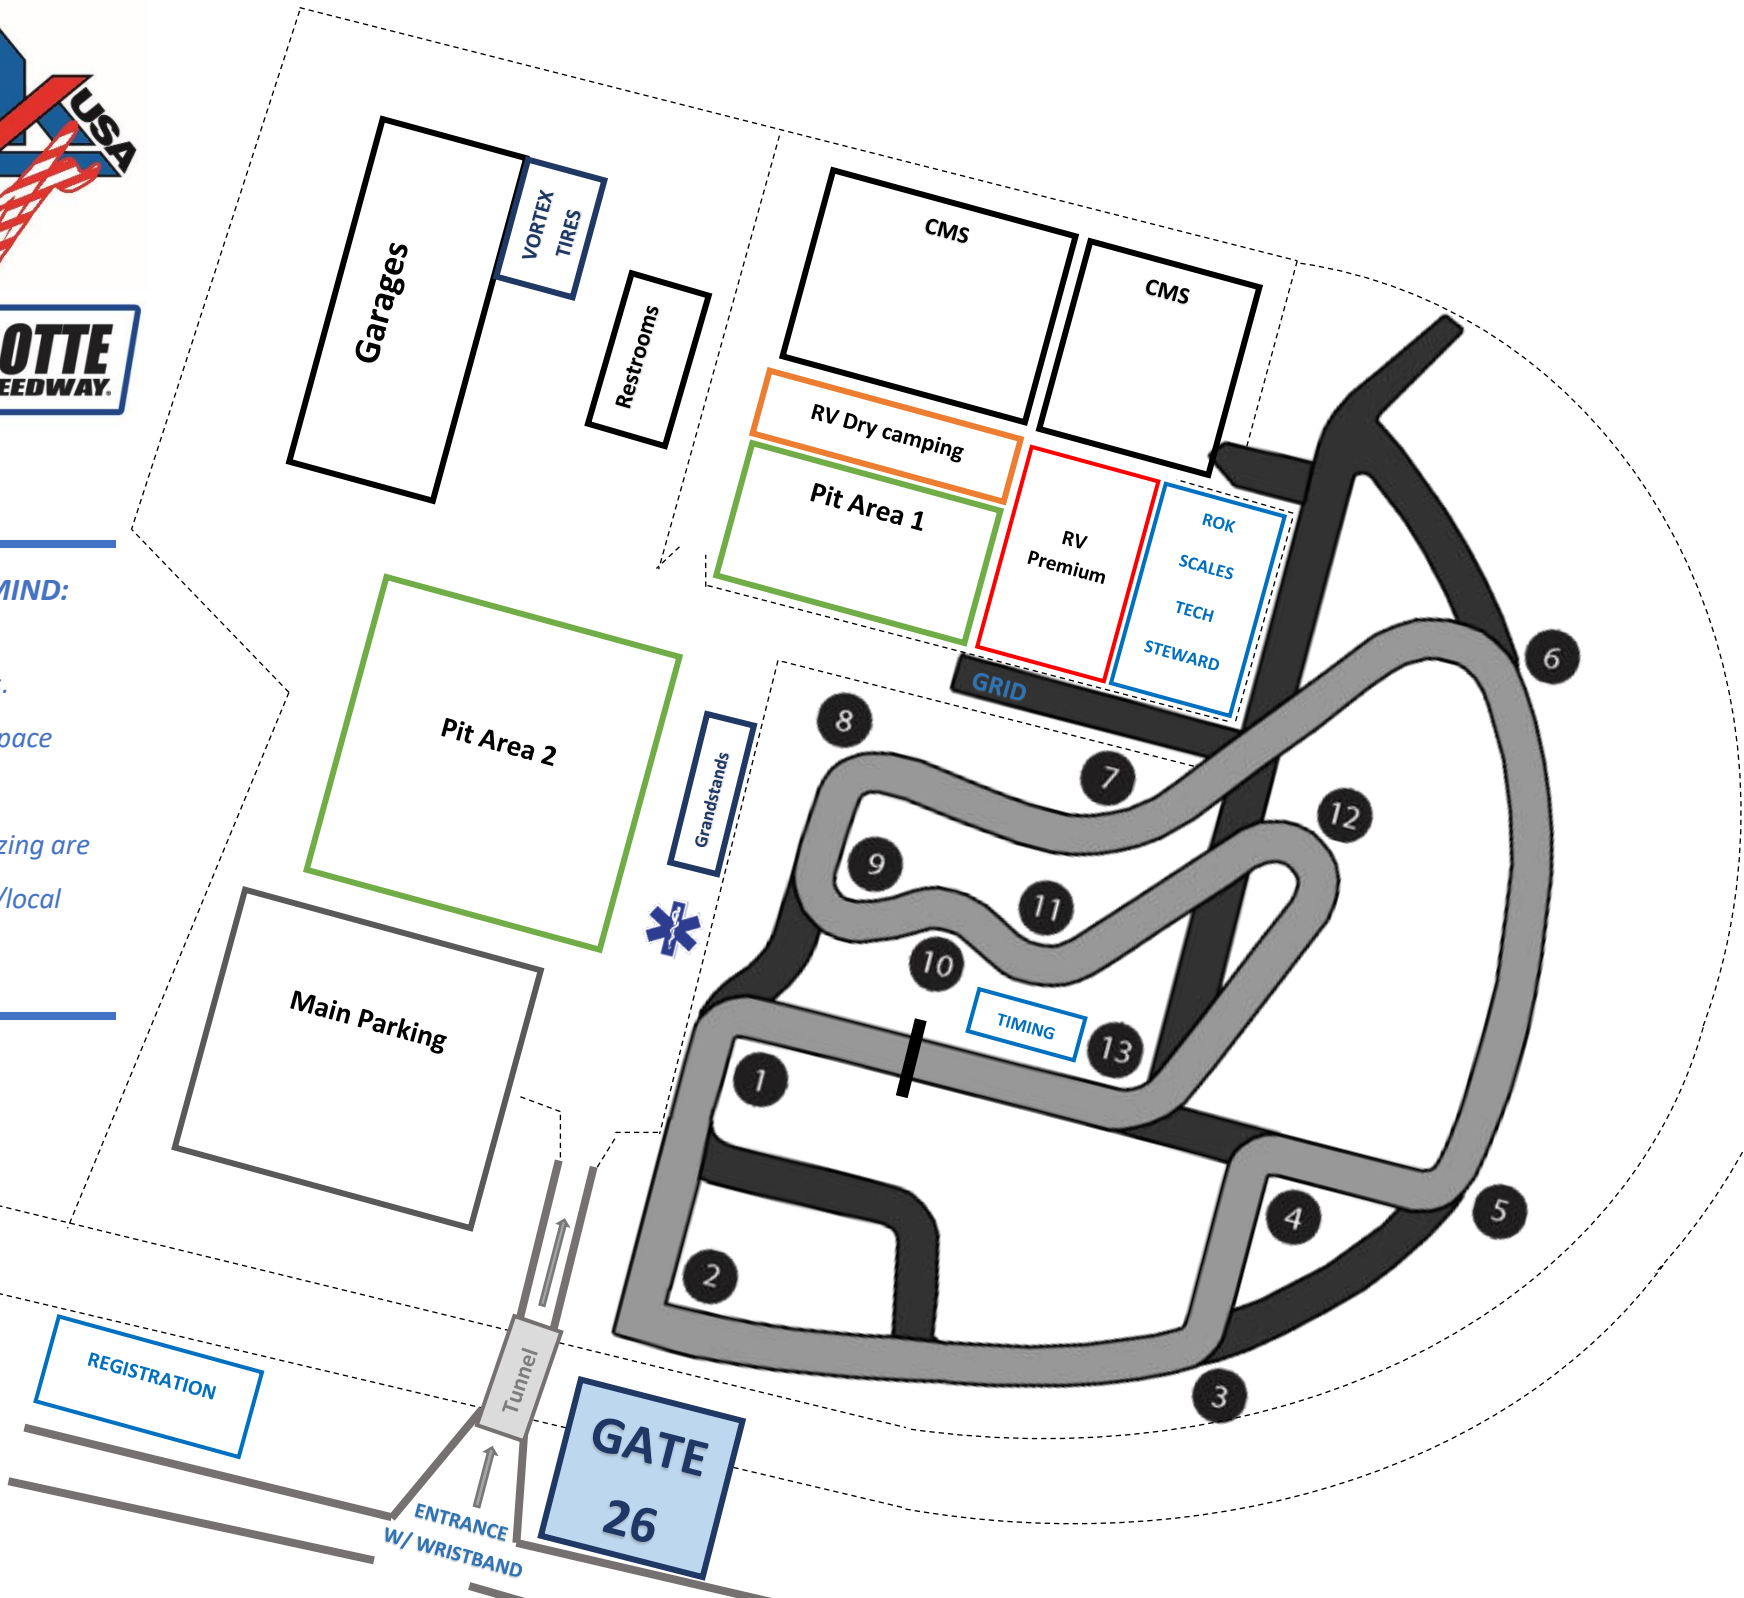 USA
OTTE
EEDWAY.
MIND:
.
pace
zing are
/local
Garages
VORTEX
TIRES
Restrooms
CMS
CMS
RV Dry camping
Pit Area 1
RV
Premium
ROK
SCALES
TECH
STEWARD
GRID
Pit Area 2
Grandstands
Main Parking
6
8
7
12
9
11
10
TIMING
13
1
4
5
2
3
REGISTRATION
Tunnel
GATE
26
ENTRANCE
W/ WRISTBAND